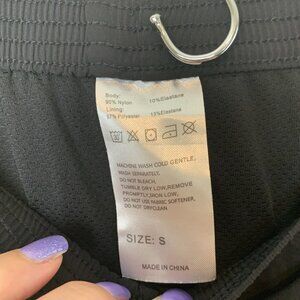 Body:
90% Nylon 10%Elastane
Lining:
87% Polyester 13% Elastane
MACHINE WASH COLD GENTLE,
WASH SEPARATELY.
DO NOT BLEACH,
TUMBLE DRY LOW,REMOVE
PROMPTLY,IRON LOW,
DO NOT USE FABRIC SOFTENER,
DO NOT DRYCLEAN
SIZE: S
MADE IN CHINA